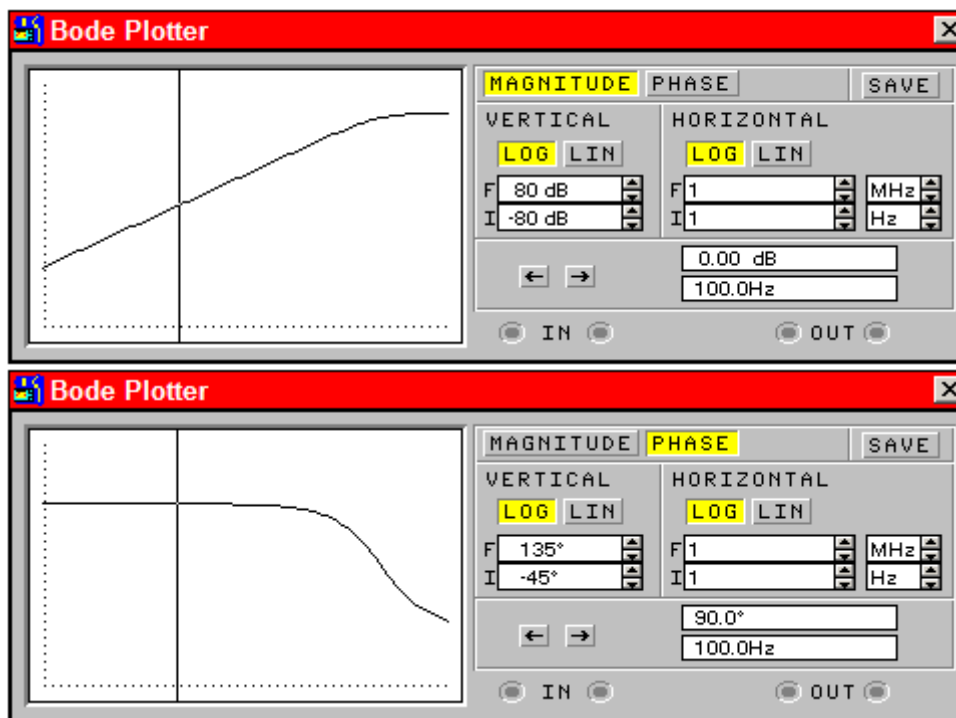 Bode Plotter
MAGNITUDE PHASE SAVE
VERTICAL HORIZONTAL
LOG LIN LOG LIN
F 80 dB F 1 MHz
I -80 dB I 1 Hz
0.00 dB
← → 100.0Hz
IN OUT
Bode Plotter
MAGNITUDE PHASE SAVE
VERTICAL HORIZONTAL
LOG LIN LOG LIN
F 135° F 1 MHz
I -45° I 1 Hz
90.0°
← → 100.0Hz
IN OUT